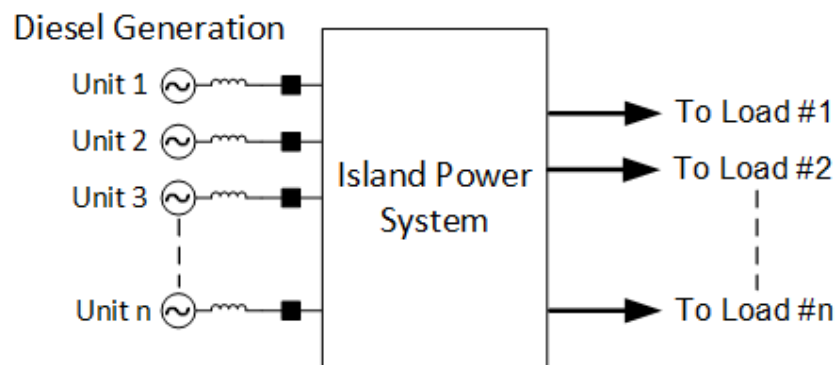 Diesel Generation
Unit 1
Unit 2
Unit 3
Unit n
Island Power
System
To Load #1
To Load #2
To Load #n